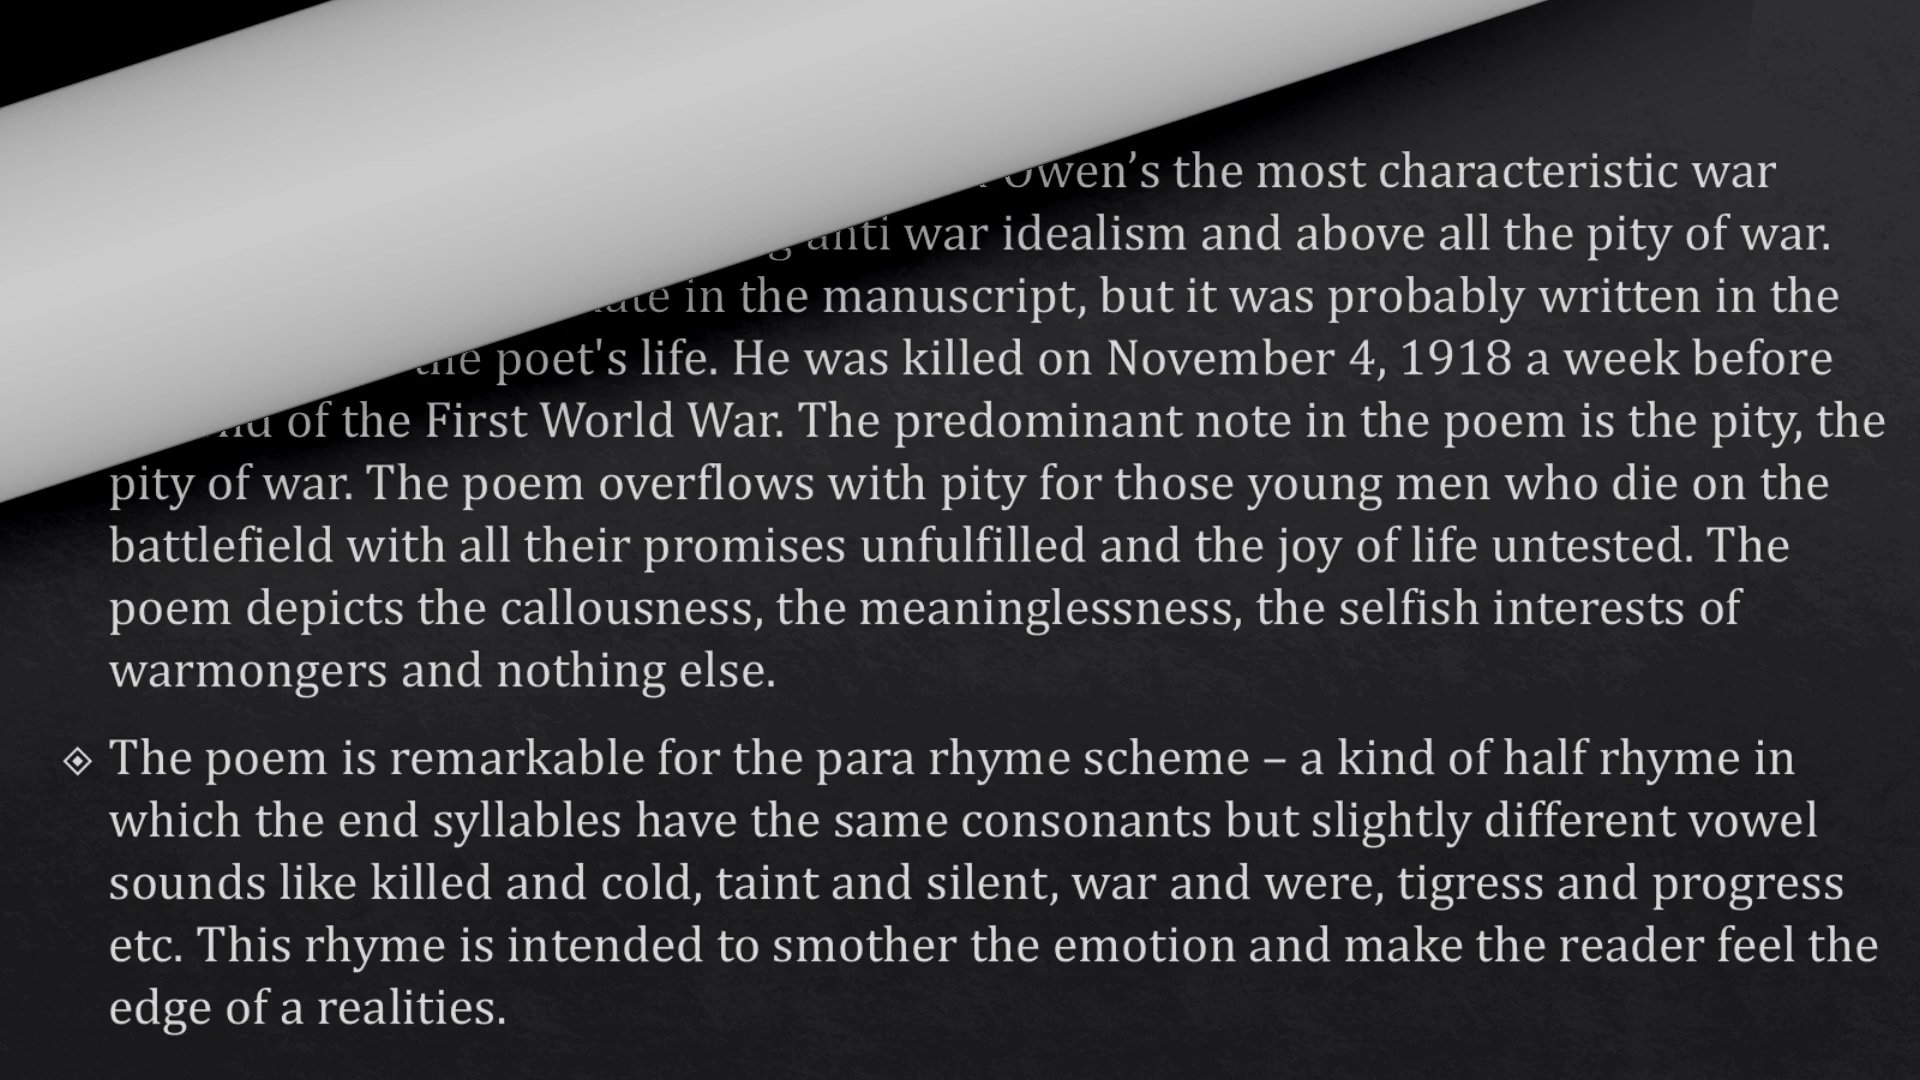 Owen’s the most characteristic war
anti war idealism and above all the pity of war.
in the manuscript, but it was probably written in the
the poet's life. He was killed on November 4, 1918 a week before
of the First World War. The predominant note in the poem is the pity, the
pity of war. The poem overflows with pity for those young men who die on the
battlefield with all their promises unfulfilled and the joy of life untested. The
poem depicts the callousness, the meaninglessness, the selfish interests of
warmongers and nothing else.
The poem is remarkable for the para rhyme scheme – a kind of half rhyme in
which the end syllables have the same consonants but slightly different vowel
sounds like killed and cold, taint and silent, war and were, tigress and progress
etc. This rhyme is intended to smother the emotion and make the reader feel the
edge of a realities.